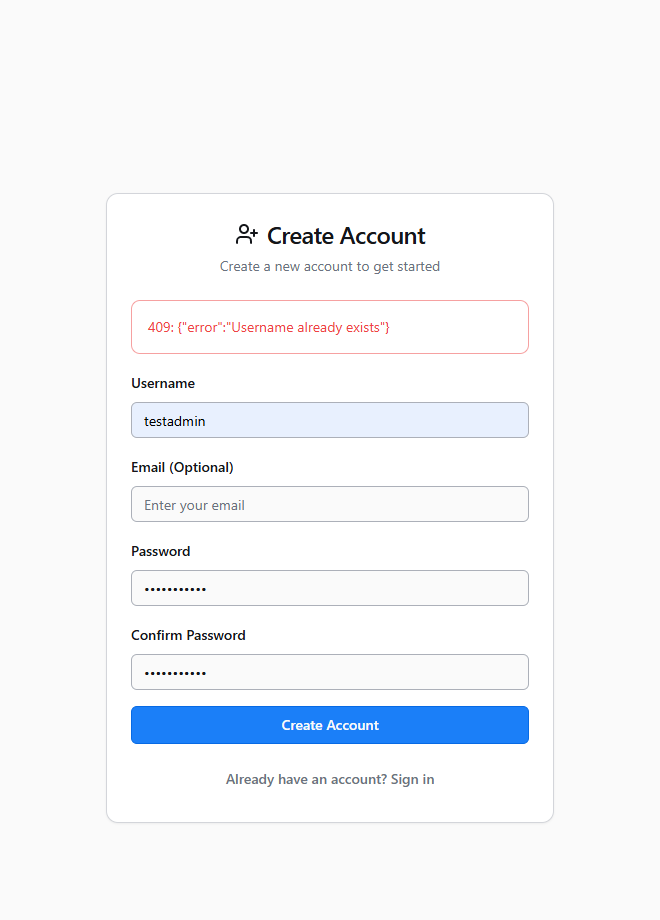 Create Account
Create a new account to get started
409: {"error":"Username already exists"}
Username
testadmin
Email (Optional)
Enter your email
Password
•••••••••••
Confirm Password
•••••••••••
Create Account
Already have an account? Sign in